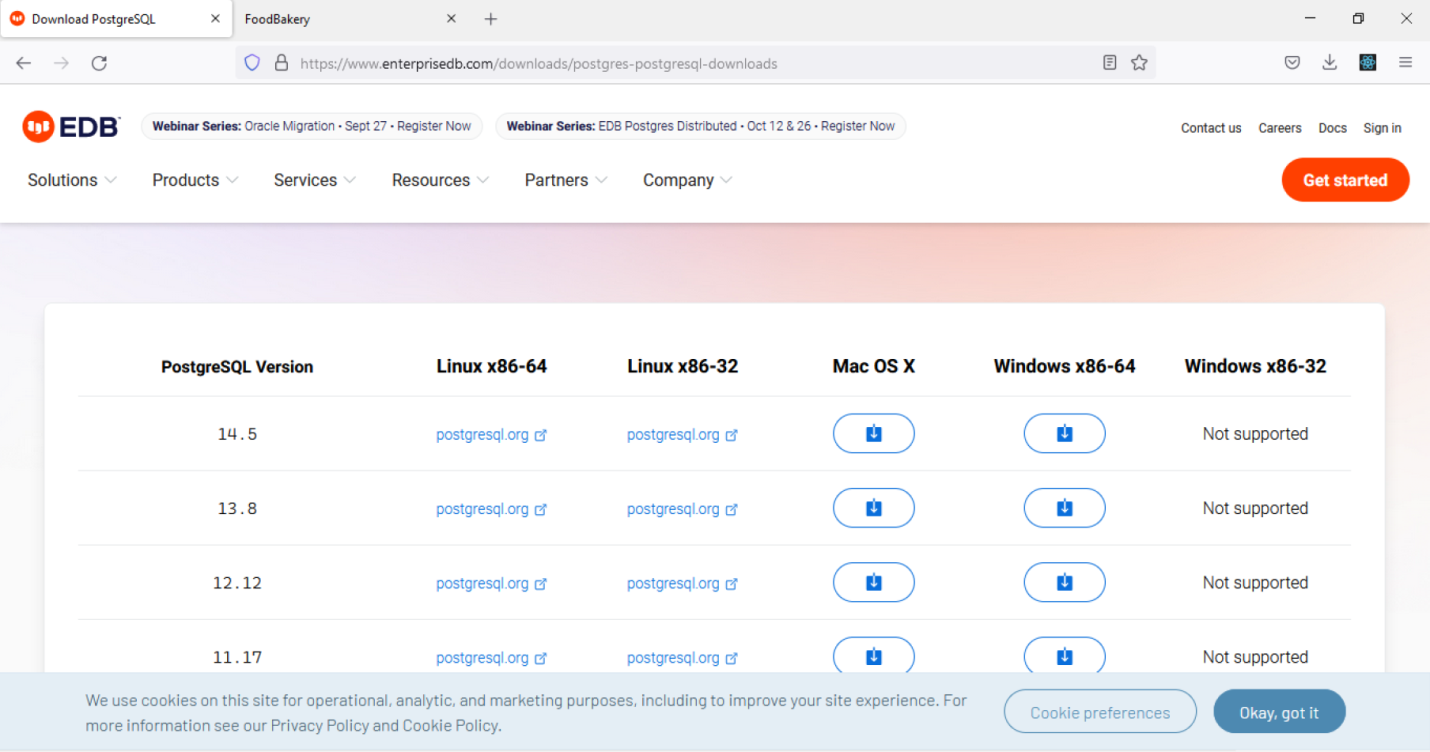 Download PostgreSQL
FoodBakery
https://www.enterprisedb.com/downloads/postgres-postgresql-downloads
EDB
Webinar Series: Oracle Migration • Sept 27 • Register Now
Webinar Series: EDB Postgres Distributed • Oct 12 & 26 • Register Now
Contact us Careers Docs Sign in
Solutions Products Services Resources Partners Company
Get started
PostgreSQL Version Linux x86-64 Linux x86-32 Mac OS X Windows x86-64 Windows x86-32
14.5 postgresql.org postgresql.org Not supported
13.8 postgresql.org postgresql.org Not supported
12.12 postgresql.org postgresql.org Not supported
11.17 postgresql.org postgresql.org Not supported
We use cookies on this site for operational, analytic, and marketing purposes, including to improve your site experience. For
more information see our Privacy Policy and Cookie Policy.
Cookie preferences
Okay, got it